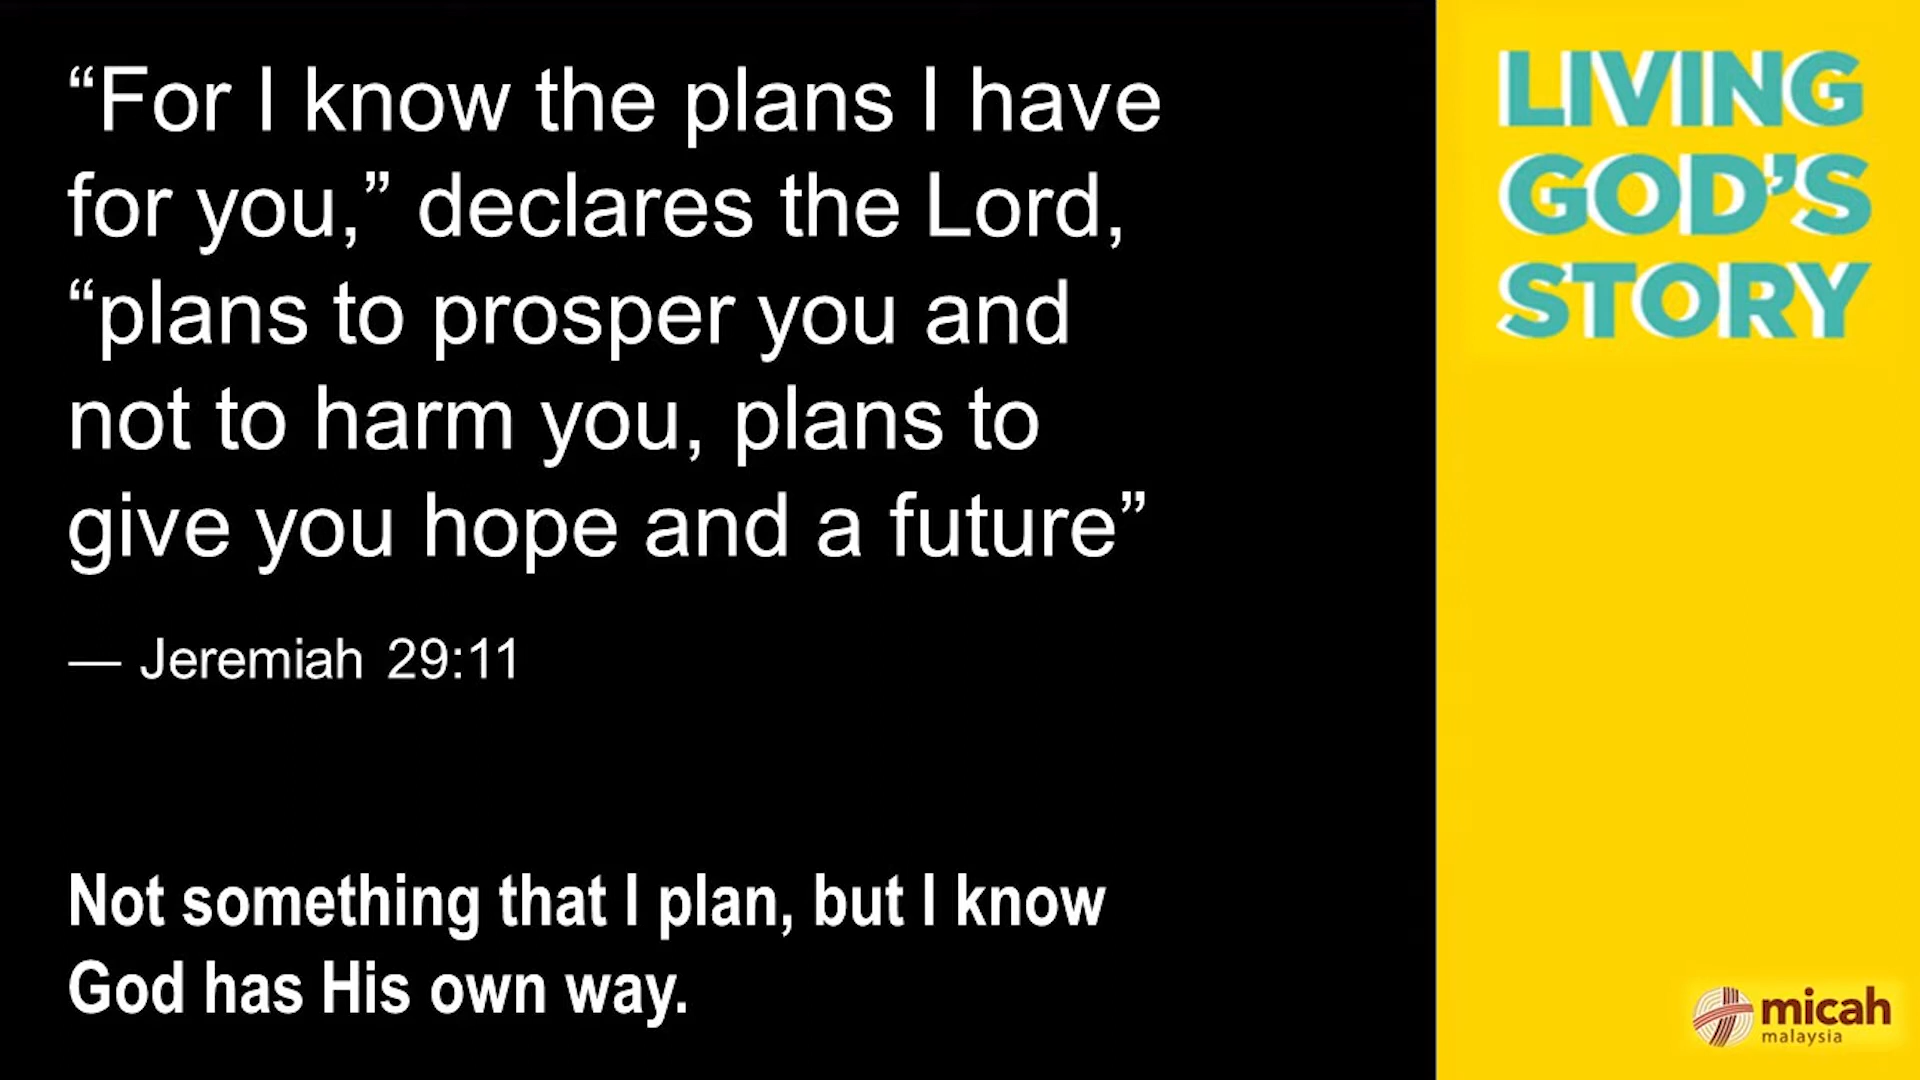 “For I know the plans I have
for you,” declares the Lord,
“plans to prosper you and
not to harm you, plans to
give you hope and a future”
— Jeremiah 29:11
Not something that I plan, but I know
God has His own way.
LIVING
GOD’S
STORY
micah
malaysia